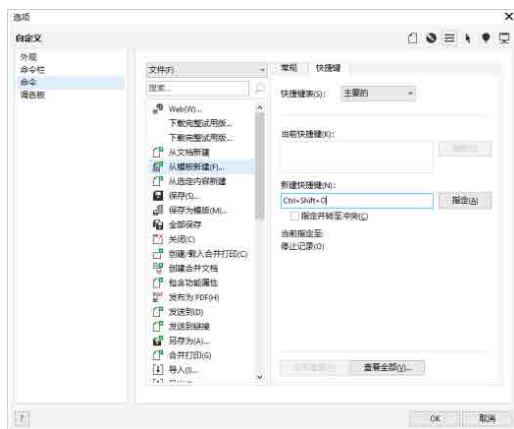 选项
自定义
外观
命令栏
命令
调色板
文件(F)
搜索...
Web(W)...
下载完整试用版...
下载完整试用版...
从文档新建
从模板新建(F)...
从选定内容新建
保存(S)...
保存为模板(M)...
全部保存
关闭(C)
创建/载入合并打印(C)
创建合并文档
包含功能属性
发布为 PDF(H)
发送到(D)
发送到链接
另存为(A)...
合并打印(G)
导入(I)...
常规 快捷键
快捷键表(S): 主要的
当前快捷键(K):
新建快捷键(N):
Ctrl+Shift+O
指定(A)
指定并转至冲突(C)
当前指定至:
停止记录(O)
查看全部(V)...
?
OK 取消